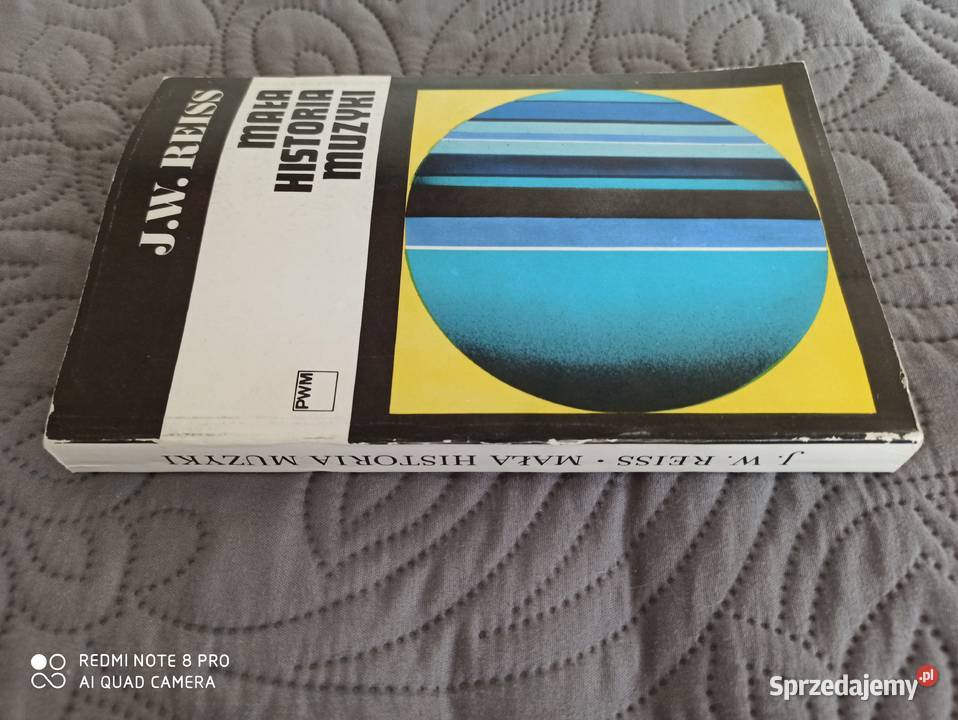 J.W. REISS
MAŁA
HISTORIA
MUZYKI
PWM
J. W. REISS • MAŁA HISTORIA MUZYKI
REDMI NOTE 8 PRO
AI QUAD CAMERA
Sprzedajemy.pl